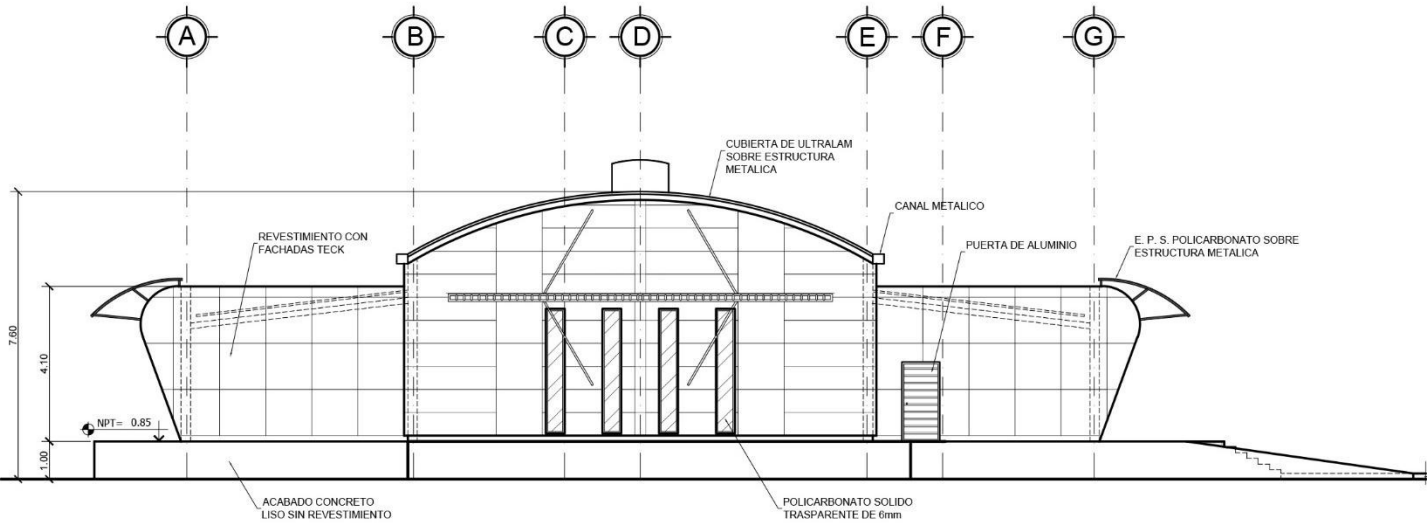 A B C D E F G
CUBIERTA DE ULTRALAM
SOBRE ESTRUCTURA
METALICA
CANAL METALICO
REVESTIMIENTO CON
FACHADAS TECK
PUERTA DE ALUMINIO
E. P. S. POLICARBONATO SOBRE
ESTRUCTURA METALICA
7.60
4.10
NPT= 0.85
1.00
ACABADO CONCRETO
LISO SIN REVESTIMIENTO
POLICARBONATO SOLIDO
TRASPARENTE DE 6mm